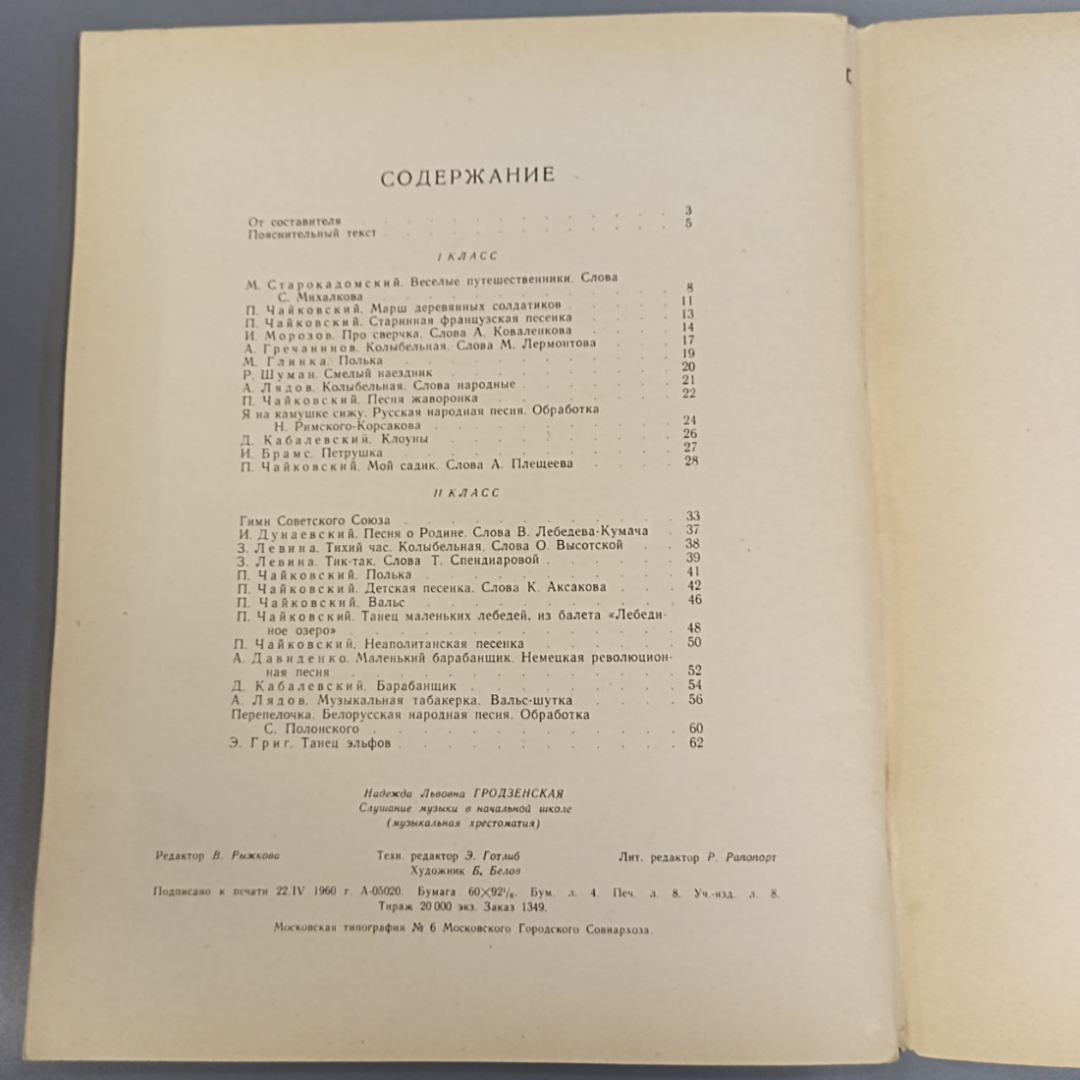 СОДЕРЖАНИЕ
От составителя . . . . . . . . . . . . . 3
Пояснительный текст . . . . . . . . . . . . 5
I КЛАСС
М. Старокадомский. Веселые путешественники. Слова
С. Михалкова . . . . . . . . . . . 8
П. Чайковский. Марш деревянных солдатиков . . . . . 11
П. Чайковский. Старинная французская песенка . . . . 13
И. Морозов. Про сверчка. Слова А. Коваленкова . . . . 14
А. Гречанинов. Колыбельная. Слова М. Лермонтова . . . 17
М. Глинка. Полька . . . . . . . . . . . 19
Р. Шуман. Смелый наездник . . . . . . . . . 20
А. Лядов. Колыбельная. Слова народные . . . . . . 21
П. Чайковский. Песня жаворонка . . . . . . . . 22
Я на камушке сижу. Русская народная песня. Обработка
Н. Римского-Корсакова . . . . . . . . . 24
Д. Кабалевский. Клоуны . . . . . . . . . 26
И. Брамс. Петрушка . . . . . . . . . . . 27
П. Чайковский. Мой садик. Слова А. Плещеева . . . . 28
II КЛАСС
Гимн Советского Союза . . . . . . . . . . . 33
И. Дунаевский. Песня о Родине. Слова В. Лебедева-Кумача . 37
З. Левина. Тихий час. Колыбельная. Слова О. Высотской . . 38
З. Левина. Тик-так. Слова Т. Спендиаровой . . . . . 39
П. Чайковский. Полька . . . . . . . . . . 41
П. Чайковский. Детская песенка. Слова К. Аксакова . . . 42
П. Чайковский. Вальс . . . . . . . . . . 46
П. Чайковский. Танец маленьких лебедей, из балета «Лебеди-
ное озеро» . . . . . . . . . . . . 48
П. Чайковский. Неаполитанская песенка . . . . . . 50
А. Давиденко. Маленький барабанщик. Немецкая революцион-
ная песня . . . . . . . . . . . . 52
Д. Кабалевский. Барабанщик . . . . . . . . 54
А. Лядов. Музыкальная табакерка. Вальс-шутка . . . . 56
Перепелочка. Белорусская народная песня. Обработка
С. Полонского . . . . . . . . . . . 60
Э. Григ. Танец эльфов . . . . . . . . . . 62
Надежда Львовна ГРОДЗЕНСКАЯ
Слушание музыки в начальной школе
(музыкальная хрестоматия)
Редактор В. Рыжкова Техн. редактор Э. Готлиб Лит. редактор Р. Рапопорт
Художник Б. Белов
Подписано к печати 22.IV 1960 г. А-05020. Бумага 60×92¹/₈. Бум. л. 4. Печ. л. 8. Уч.-изд. л. 8.
Тираж 20 000 экз. Заказ 1349.
Московская типография № 6 Московского Городского Совнархоза.